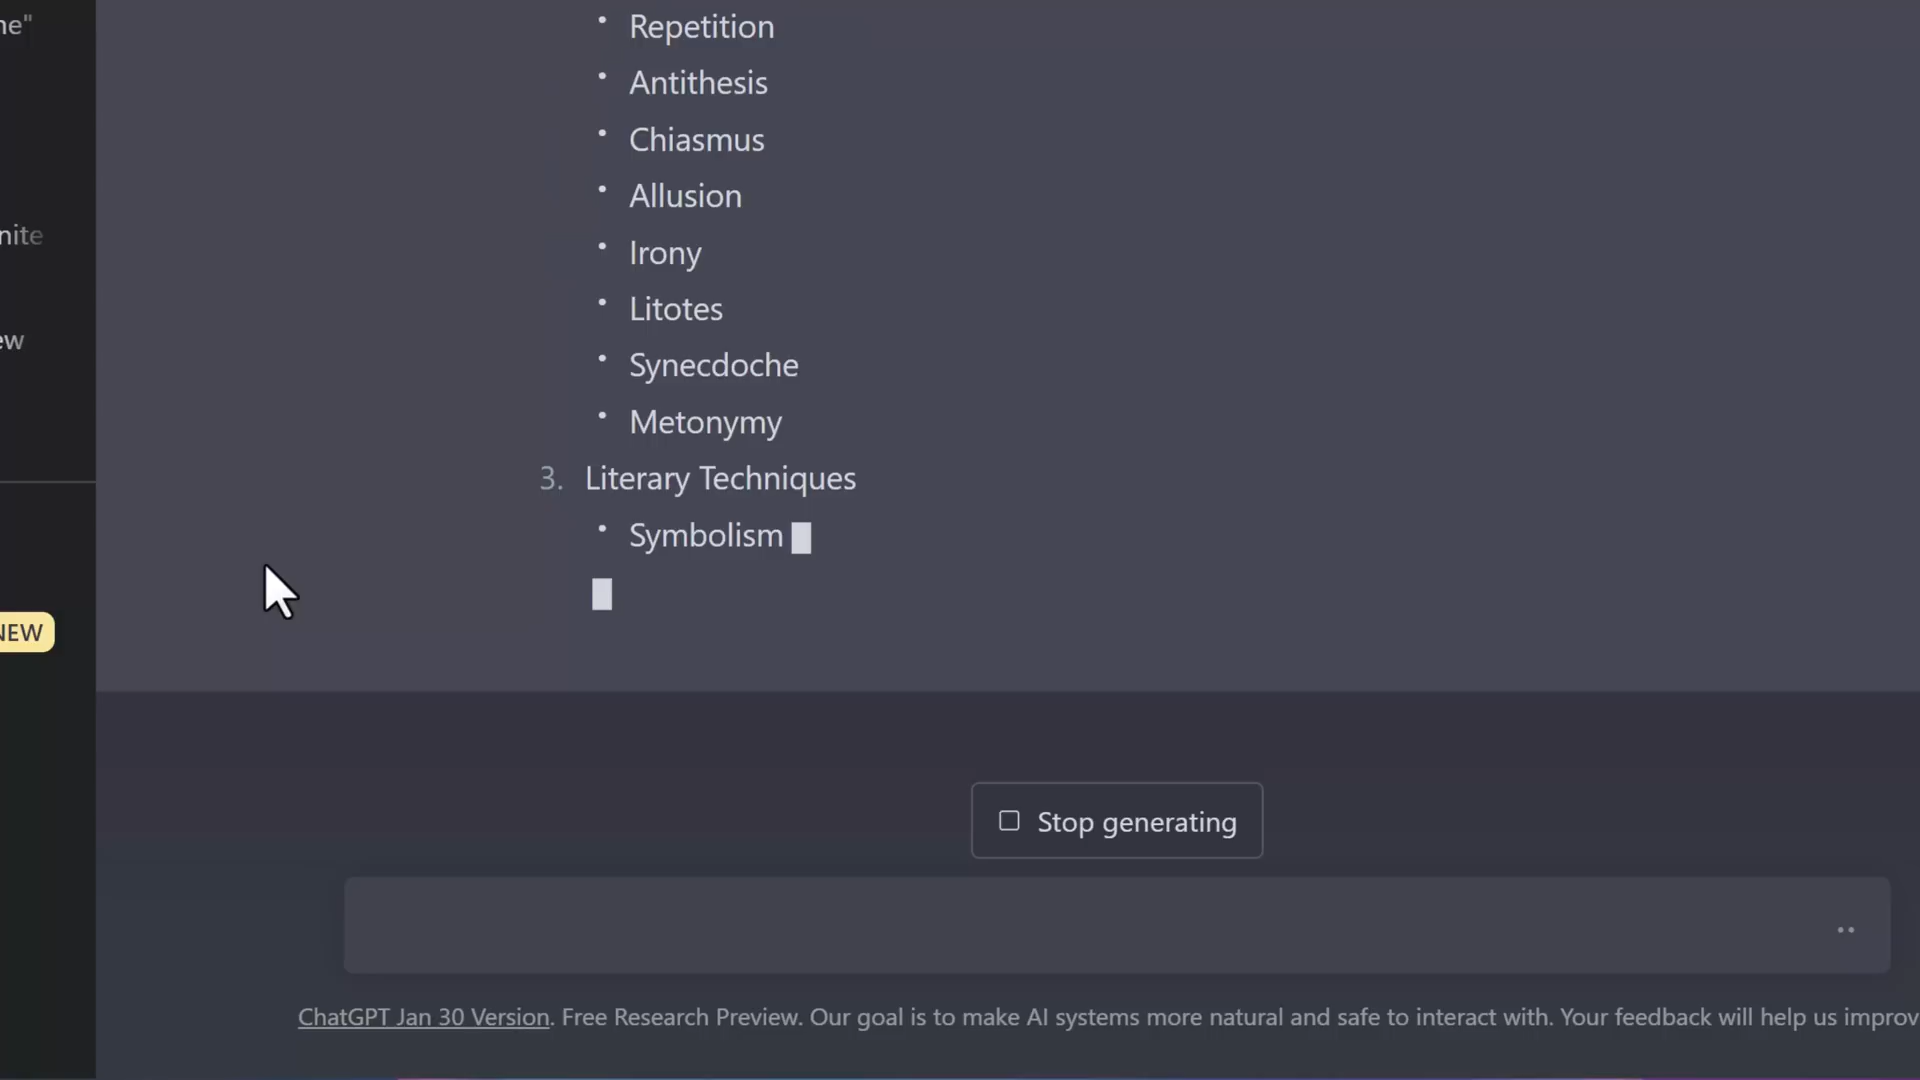 ne"
nite
ew
NEW
• Repetition
• Antithesis
• Chiasmus
• Allusion
• Irony
• Litotes
• Synecdoche
• Metonymy
3. Literary Techniques
• Symbolism
Stop generating
ChatGPT Jan 30 Version. Free Research Preview. Our goal is to make AI systems more natural and safe to interact with. Your feedback will help us improv